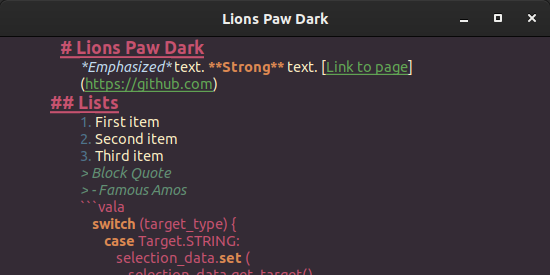 Lions Paw Dark
# Lions Paw Dark
*Emphasized* text. **Strong** text. [Link to page]
(https://github.com)
## Lists
1. First item
2. Second item
3. Third item
> Block Quote
> - Famous Amos
```vala
switch (target_type) {
case Target.STRING:
selection_data.set (
selection_data.get_target()